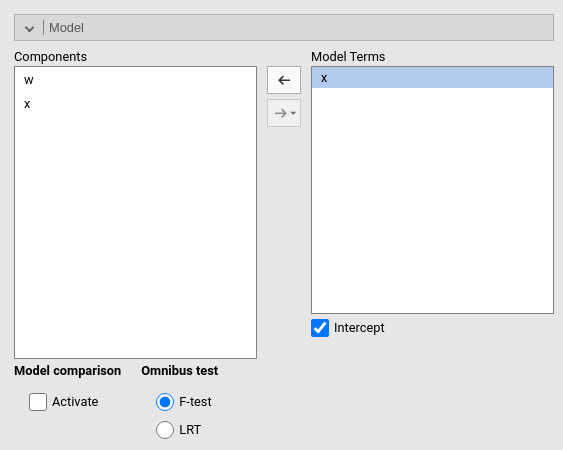 Model
Components
Model Terms
w
x
x
Intercept
Model comparison
Omnibus test
Activate
F-test
LRT